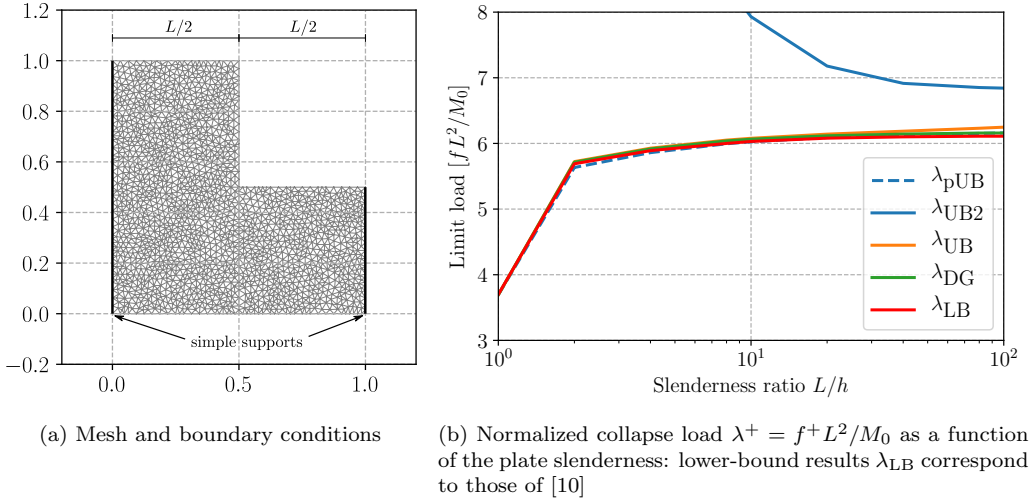 L/2 L/2
1.0
0.8
0.6
0.4
0.2
0.0
−0.2
simple supports
0.0 0.5 1.0
(a) Mesh and boundary conditions
Limit load [fL²/M₀]
8
7
6
5
4
3
λpUB
λUB2
λUB
λDG
λLB
10⁰ 10¹ 10²
Slenderness ratio L/h
(b) Normalized collapse load λ⁺ = f⁺L²/M₀ as a function
of the plate slenderness: lower-bound results λLB correspond
to those of [10]